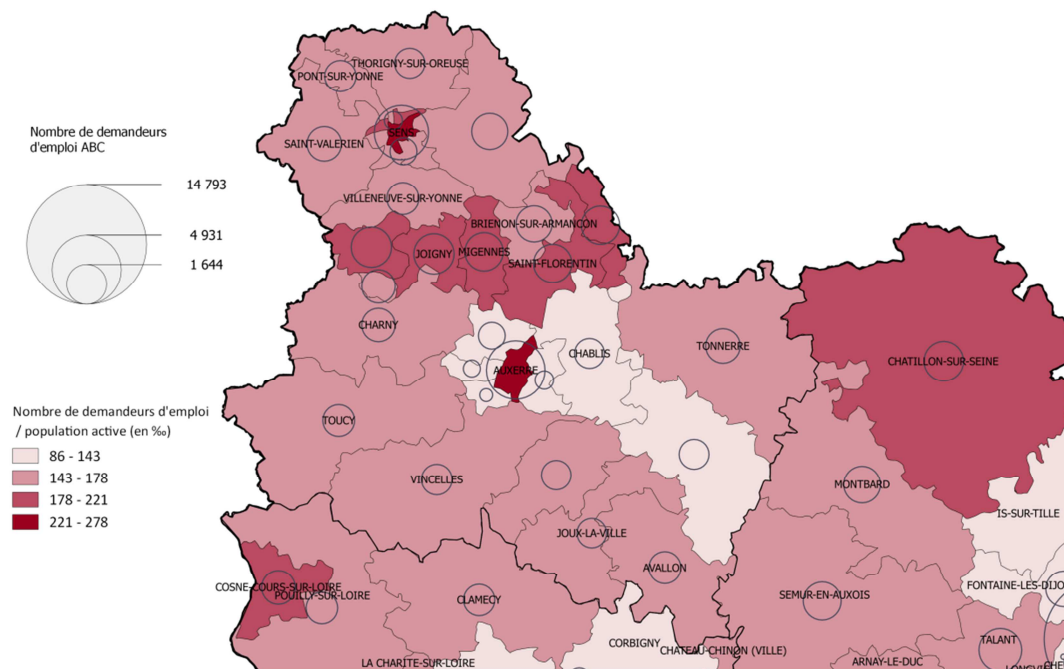 THORIGNY-SUR-OREUSE
PONT-SUR-YONNE
Nombre de demandeurs
d'emploi ABC
SENS
SAINT-VALERIEN
14 793
VILLENEUVE-SUR-YONNE
BRIENON-SUR-ARMANCON
4 931
JOIGNY
MIGENNES
SAINT-FLORENTIN
1 644
CHARNY
TONNERRE
CHABLIS
CHATILLON-SUR-SEINE
AUXERRE
Nombre de demandeurs d'emploi
/ population active (en ‰)
TOUCY
86 - 143
143 - 178
VINCELLES
MONTBARD
178 - 221
IS-SUR-TILLE
221 - 278
JOUX-LA-VILLE
AVALLON
COSNE-COURS-SUR-LOIRE
FONTAINE-LES-DIJO
POUILLY-SUR-LOIRE
CLAMECY
SEMUR-EN-AUXOIS
CORBIGNY
CHATEAU-CHINON (VILLE)
TALANT
LA CHARITE-SUR-LOIRE
ARNAY-LE-DUC